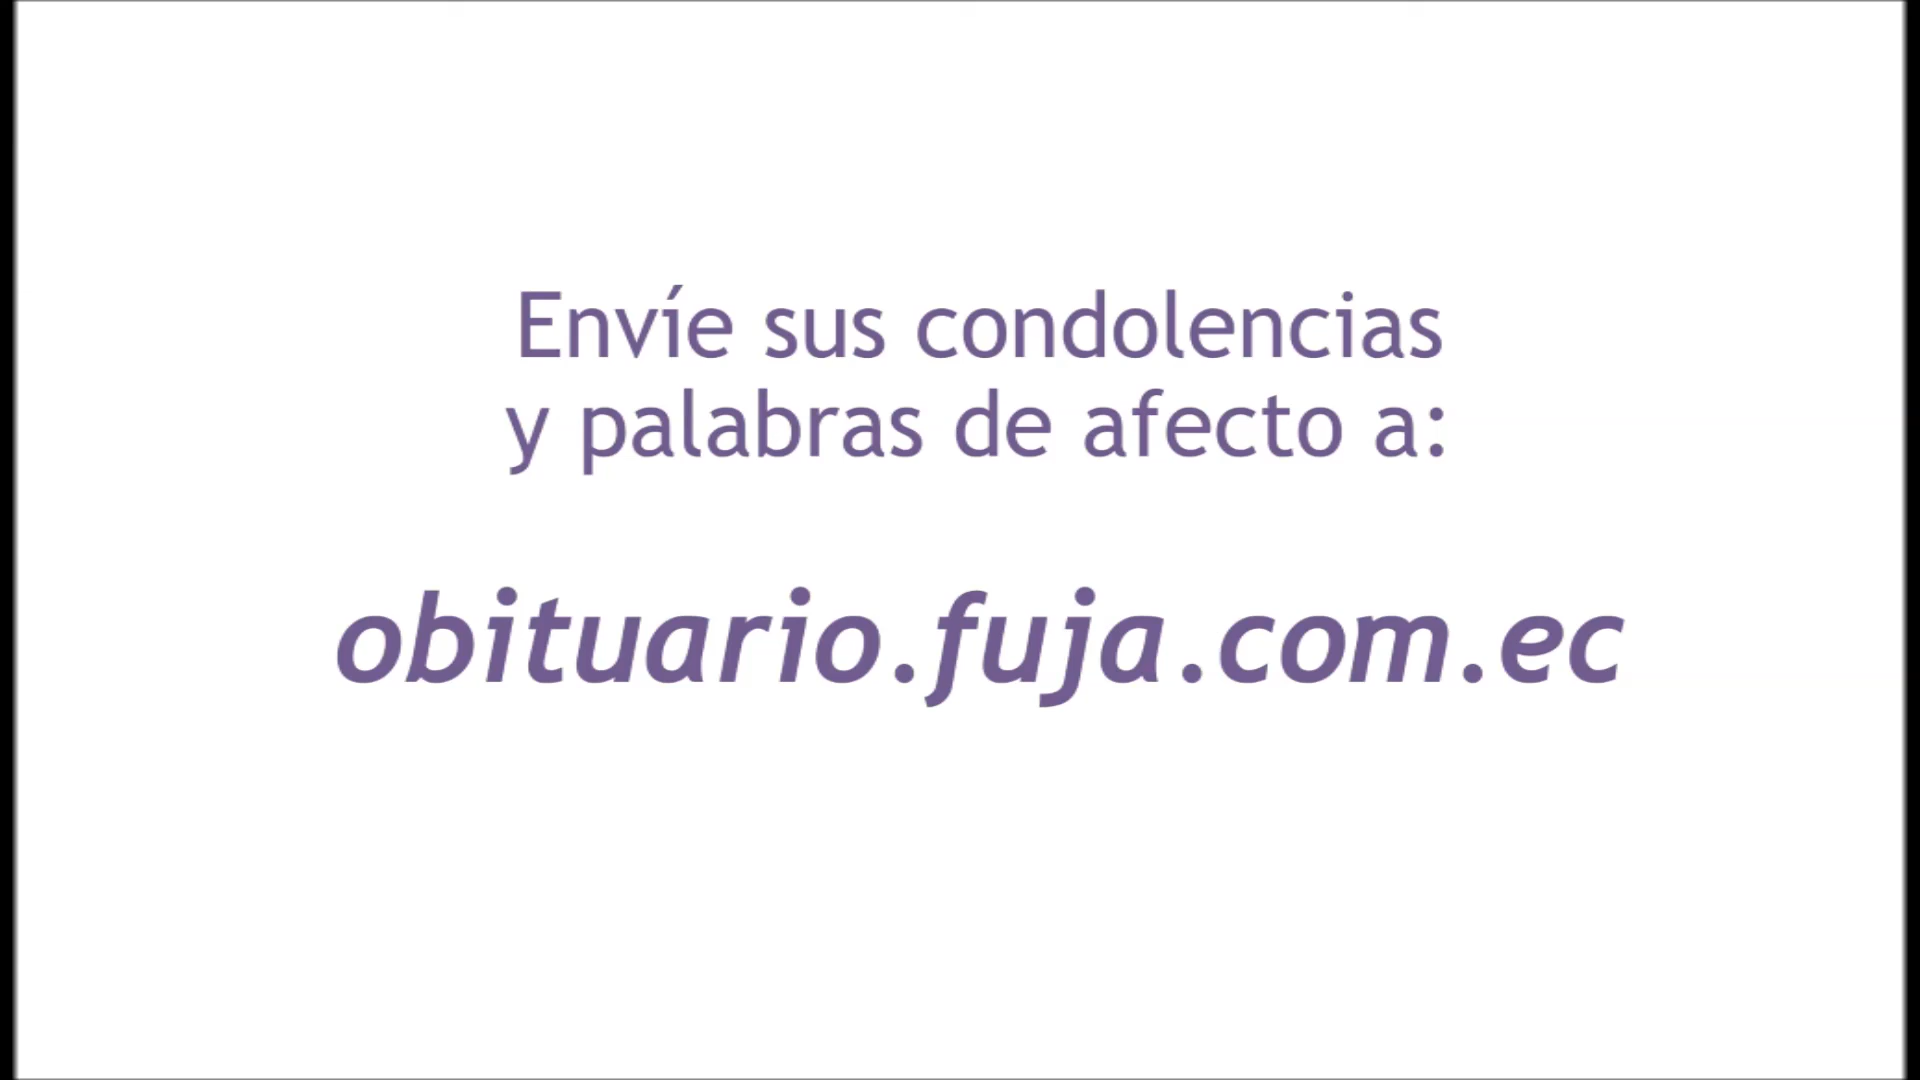 Envíe sus condolencias
y palabras de afecto a:
obituario.fuja.com.ec